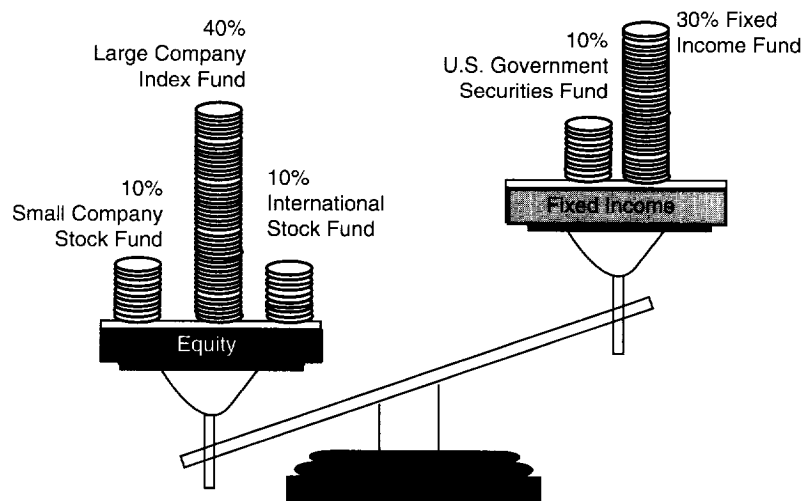 40%
Large Company
Index Fund
10%
Small Company
Stock Fund
10%
International
Stock Fund
Equity
10%
U.S. Government
Securities Fund
30% Fixed
Income Fund
Fixed Income